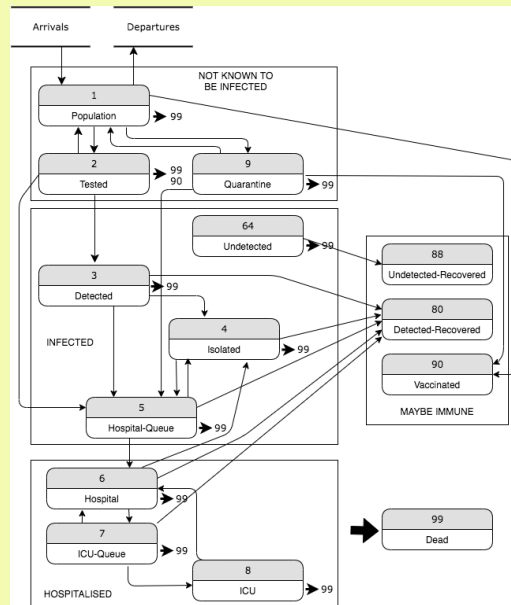 Arrivals
Departures
NOT KNOWN TO
BE INFECTED
1
Population
99
2
Tested
99
90
9
Quarantine
99
64
Undetected
99
88
Undetected-Recovered
3
Detected
99
80
Detected-Recovered
4
Isolated
99
INFECTED
90
Vaccinated
5
Hospital-Queue
99
MAYBE IMMUNE
6
Hospital
99
7
ICU-Queue
99
99
Dead
8
ICU
99
HOSPITALISED